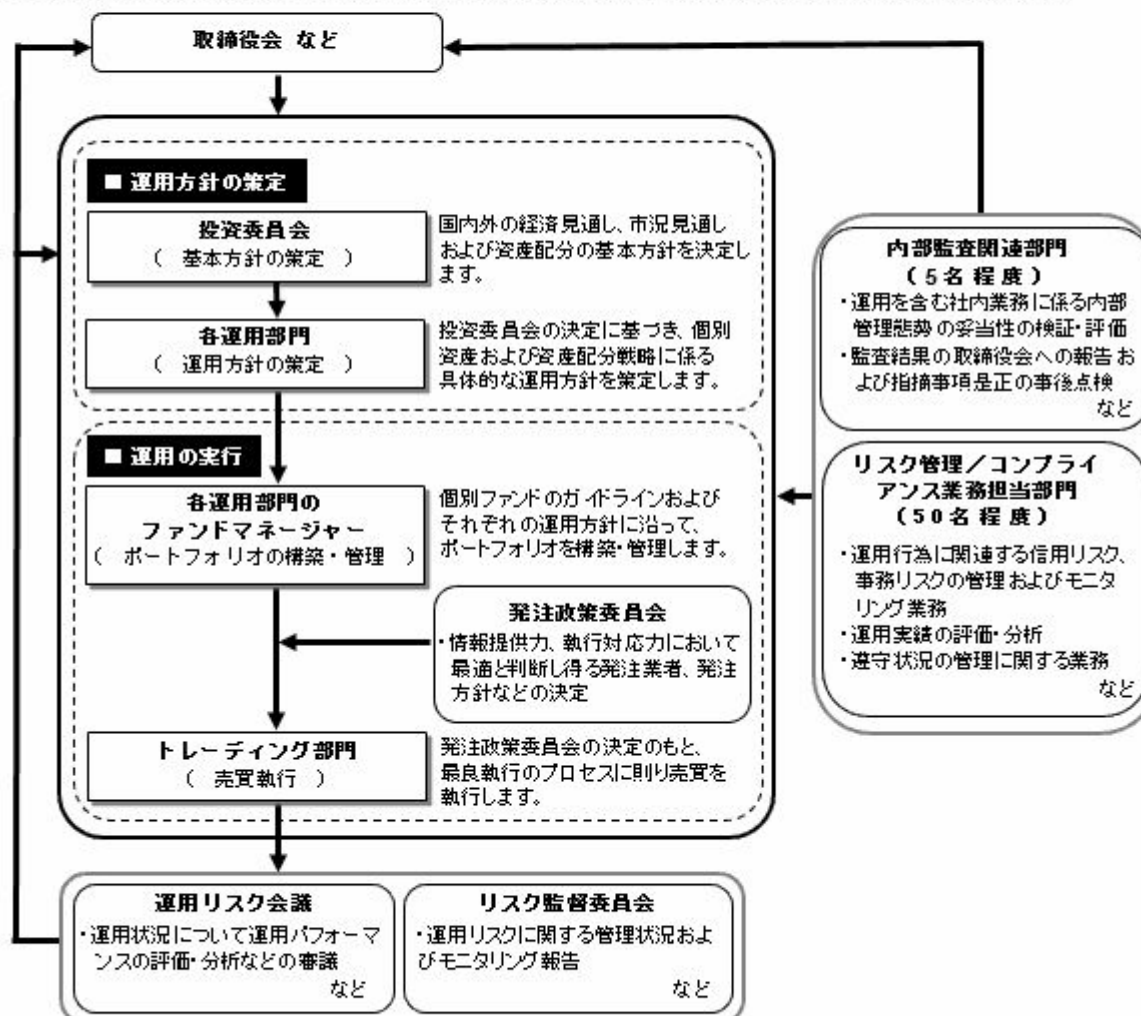 取締役会 など
■ 運用方針の策定
投資委員会
( 基本方針の策定 )
国内外の経済見通し、市況見通し
および資産配分の基本方針を決定し
ます。
各運用部門
( 運用方針の策定 )
投資委員会の決定に基づき、個別
資産および資産配分戦略に係る
具体的な運用方針を策定します。
■ 運用の実行
各運用部門の
ファンドマネージャー
( ポートフォリオの構築・管理 )
個別ファンドのガイドラインおよび
それぞれの運用方針に沿って、
ポートフォリオを構築・管理します。
発注政策委員会
・情報提供力、執行対応力において
最適と判断し得る発注業者、発注
方針などの決定
トレーディング部門
( 売買執行 )
発注政策委員会の決定のもと、
最良執行のプロセスに則り売買を
執行します。
運用リスク会議
・運用状況について運用パフォーマ
ンスの評価・分析などの審議
など
リスク監督委員会
・運用リスクに関する管理状況およ
びモニタリング報告
など
内部監査関連部門
(5名程度)
・運用を含む社内業務に係る内部
管理態勢の妥当性の検証・評価
・監査結果の取締役会への報告お
よび指摘事項是正の事後点検
など
リスク管理/コンプライ
アンス業務担当部門
(50名程度)
・運用行為に関連する信用リスク、
事務リスクの管理およびモニタ
リング業務
・運用実績の評価・分析
・遵守状況の管理に関する業務
など